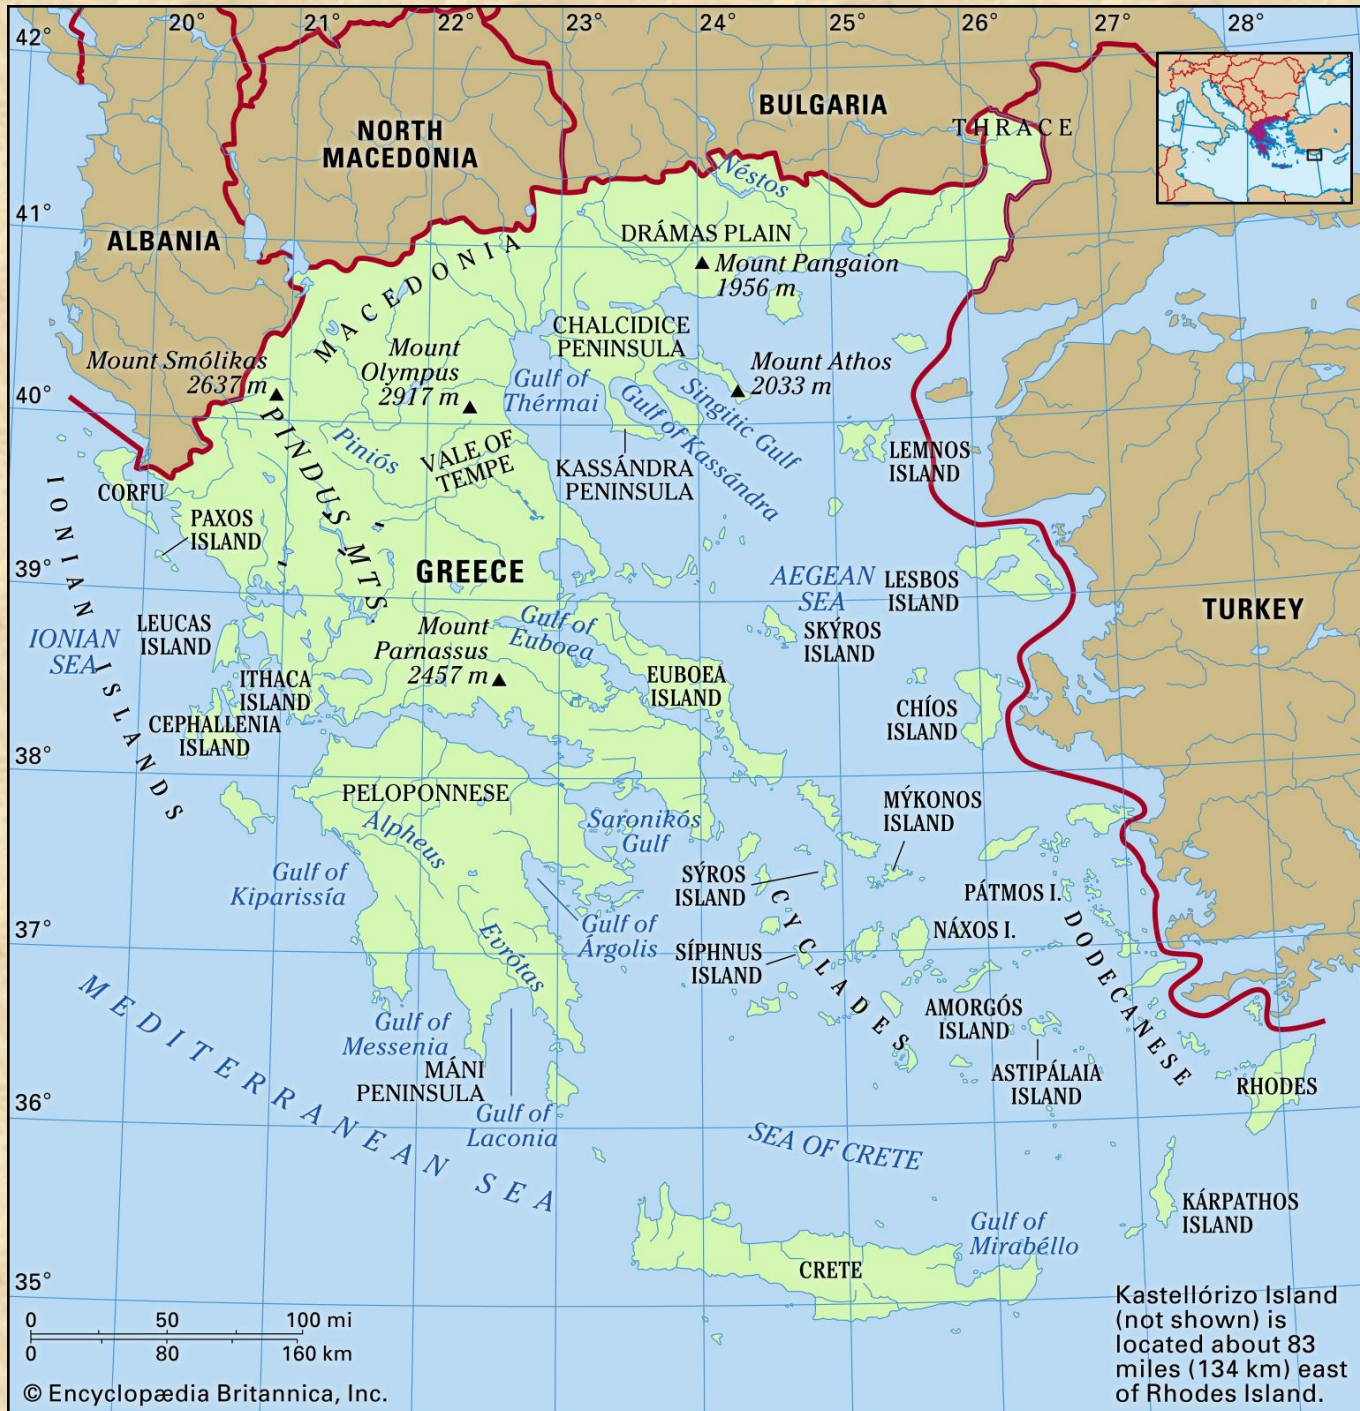 20°
21°
22°
23°
24°
25°
26°
27°
28°
42°
BULGARIA
NORTH
MACEDONIA
THRACE
Néstos
41°
ALBANIA
DRÁMAS PLAIN
MACEDONIA
Mount Pangaion
1956 m
CHALCIDICE
PENINSULA
Mount Smólikas
2637 m
Mount
Olympus
2917 m
Mount Athos
2033 m
Gulf of
Thérmai
Singitic Gulf
Gulf of Kassándra
40°
PINDUS MTS.
Piniós
VALE OF
TEMPE
LEMNOS
ISLAND
KASSÁNDRA
PENINSULA
IONIAN ISLANDS
CORFU
PAXOS
ISLAND
39°
GREECE
AEGEAN
SEA
LESBOS
ISLAND
TURKEY
IONIAN
SEA
LEUCAS
ISLAND
Mount
Parnassus
2457 m
Gulf of
Euboea
SKÝROS
ISLAND
ITHACA
ISLAND
EUBOEA
ISLAND
CEPHALLENIA
ISLAND
CHÍOS
ISLAND
38°
PELOPONNESE
Alpheus
Saronikós
Gulf
MÝKONOS
ISLAND
Gulf of
Kiparissía
SÝROS
ISLAND
CYCLADES
PÁTMOS I.
DODECANESE
37°
Evrótas
Gulf of
Árgolis
SÍPHNUS
ISLAND
NÁXOS I.
MEDITERRANEAN SEA
Gulf of
Messenia
AMORGÓS
ISLAND
MÁNI
PENINSULA
ASTIPÁLAIA
ISLAND
RHODES
36°
Gulf of
Laconia
SEA OF CRETE
KÁRPATHOS
ISLAND
Gulf of
Mirabéllo
35°
CRETE
0 50 100 mi
0 80 160 km
Kastellórizo Island
(not shown) is
located about 83
miles (134 km) east
of Rhodes Island.
© Encyclopædia Britannica, Inc.